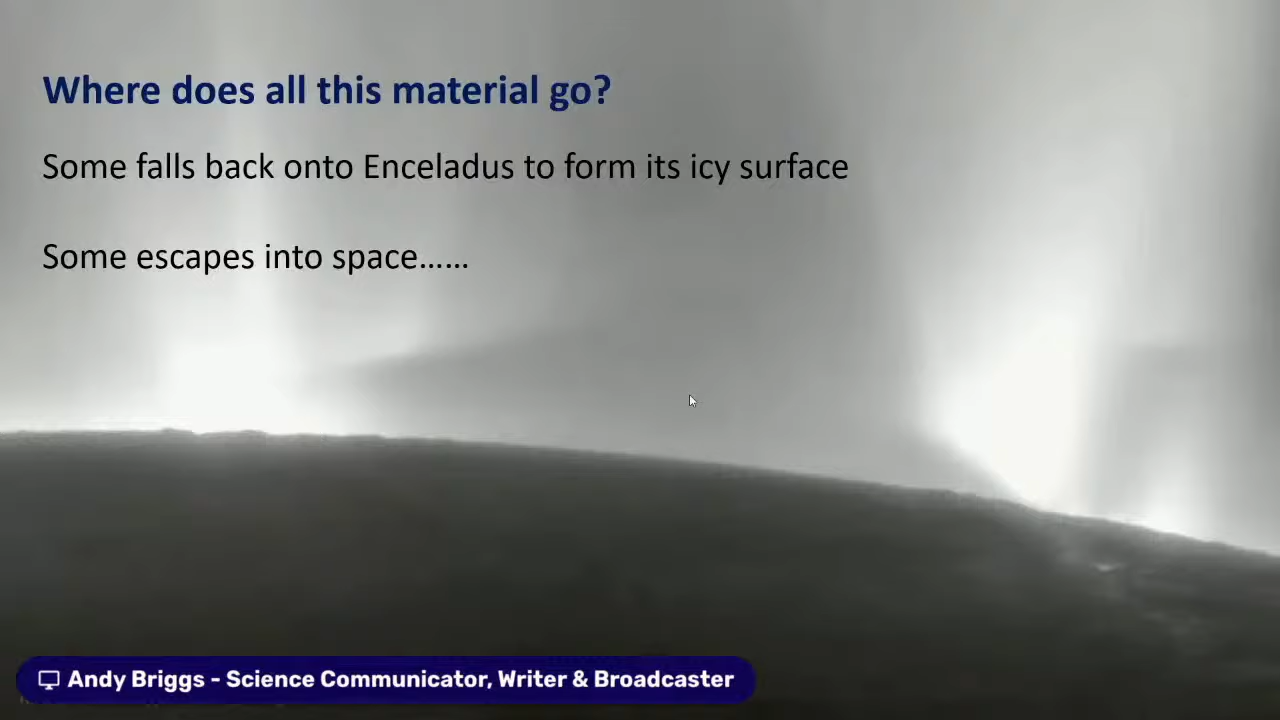 Where does all this material go?
Some falls back onto Enceladus to form its icy surface
Some escapes into space......
Andy Briggs - Science Communicator, Writer & Broadcaster